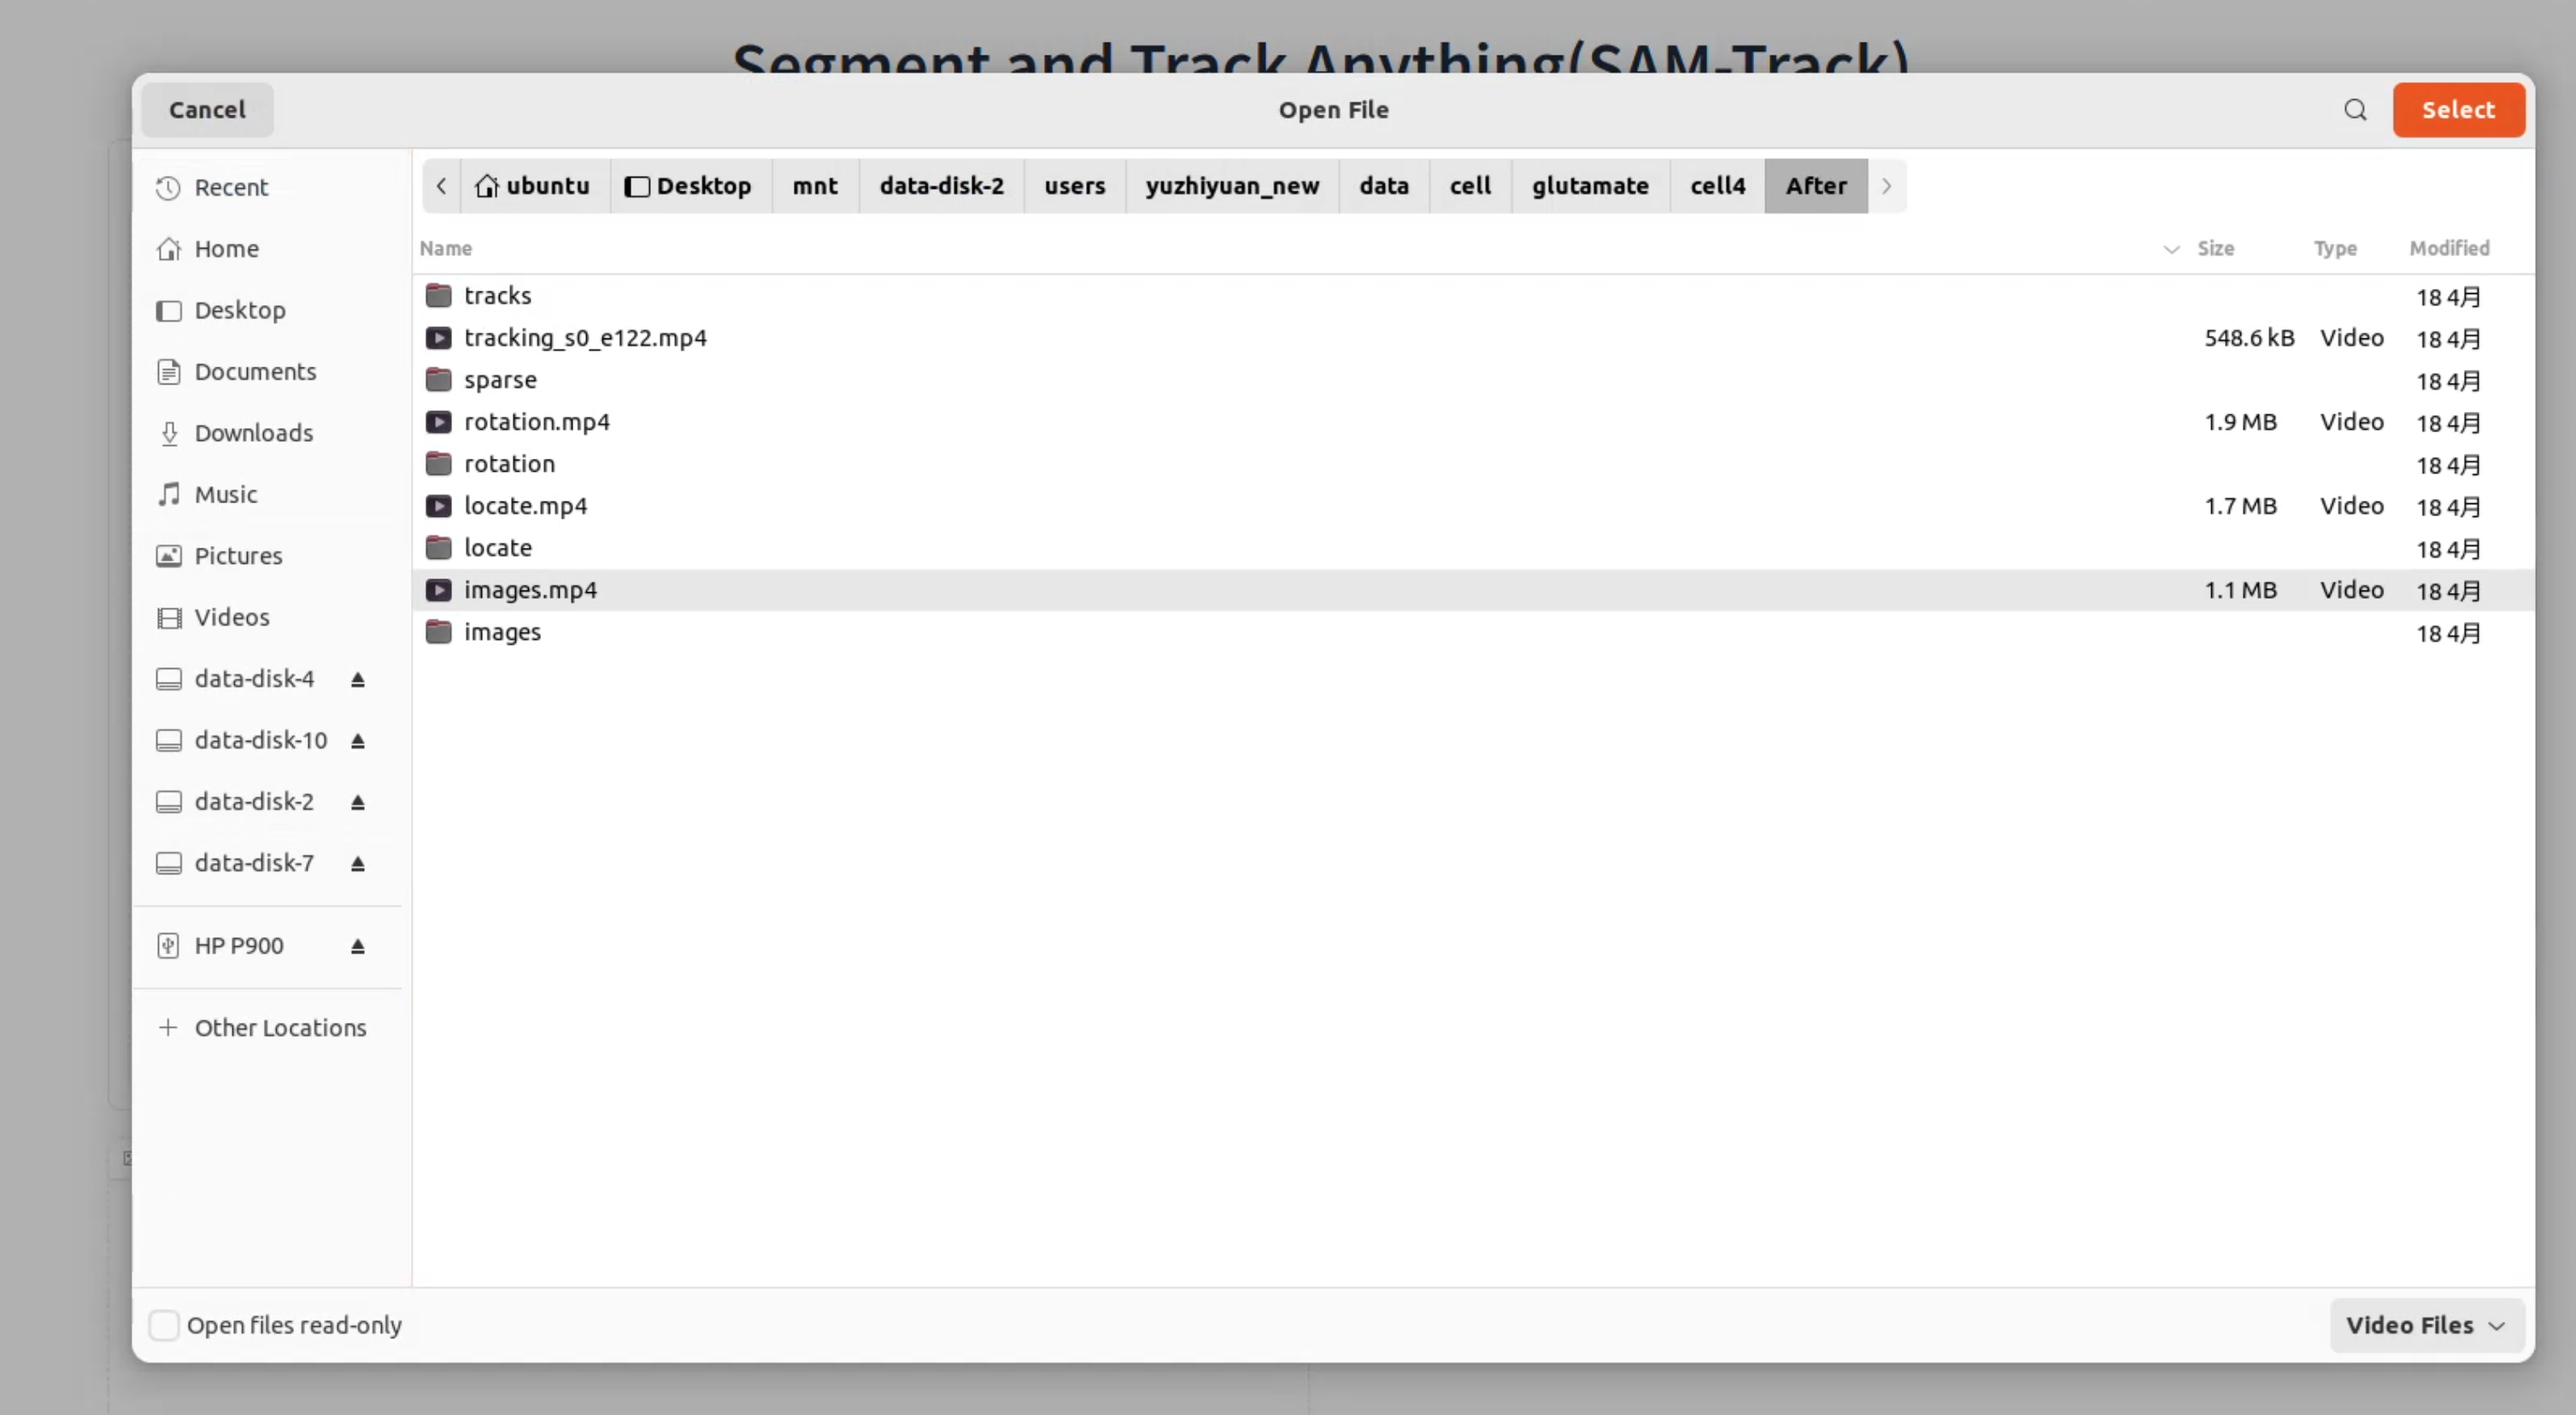 Segment and Track Anything(SAM-Track)
Cancel Open File Select
Recent
Home
Desktop
Documents
Downloads
Music
Pictures
Videos
data-disk-4
data-disk-10
data-disk-2
data-disk-7
HP P900
Other Locations
ubuntu Desktop mnt data-disk-2 users yuzhiyuan_new data cell glutamate cell4 After
Name Size Type Modified
tracks 18 4月
tracking_s0_e122.mp4 548.6 kB Video 18 4月
sparse 18 4月
rotation.mp4 1.9 MB Video 18 4月
rotation 18 4月
locate.mp4 1.7 MB Video 18 4月
locate 18 4月
images.mp4 1.1 MB Video 18 4月
images 18 4月
Open files read-only Video Files